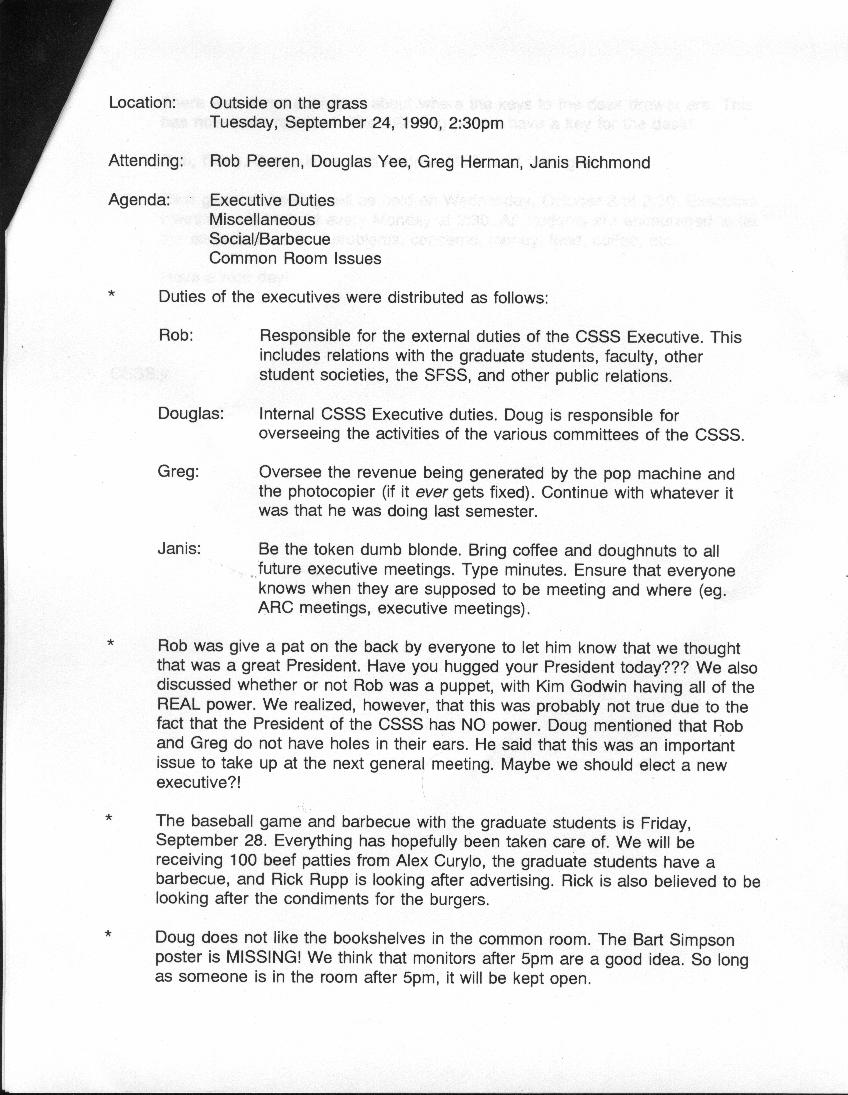 Location: Outside on the grass
Tuesday, September 24, 1990, 2:30pm
Attending: Rob Peeren, Douglas Yee, Greg Herman, Janis Richmond
Agenda: Executive Duties
Miscellaneous
Social/Barbecue
Common Room Issues
* Duties of the executives were distributed as follows:
Rob: Responsible for the external duties of the CSSS Executive. This
includes relations with the graduate students, faculty, other
student societies, the SFSS, and other public relations.
Douglas: Internal CSSS Executive duties. Doug is responsible for
overseeing the activities of the various committees of the CSSS.
Greg: Oversee the revenue being generated by the pop machine and
the photocopier (if it ever gets fixed). Continue with whatever it
was that he was doing last semester.
Janis: Be the token dumb blonde. Bring coffee and doughnuts to all
future executive meetings. Type minutes. Ensure that everyone
knows when they are supposed to be meeting and where (eg.
ARC meetings, executive meetings).
* Rob was give a pat on the back by everyone to let him know that we thought
that was a great President. Have you hugged your President today??? We also
discussed whether or not Rob was a puppet, with Kim Godwin having all of the
REAL power. We realized, however, that this was probably not true due to the
fact that the President of the CSSS has NO power. Doug mentioned that Rob
and Greg do not have holes in their ears. He said that this was an important
issue to take up at the next general meeting. Maybe we should elect a new
executive?!
* The baseball game and barbecue with the graduate students is Friday,
September 28. Everything has hopefully been taken care of. We will be
receiving 100 beef patties from Alex Curylo, the graduate students have a
barbecue, and Rick Rupp is looking after advertising. Rick is also believed to be
looking after the condiments for the burgers.
* Doug does not like the bookshelves in the common room. The Bart Simpson
poster is MISSING! We think that monitors after 5pm are a good idea. So long
as someone is in the room after 5pm, it will be kept open.